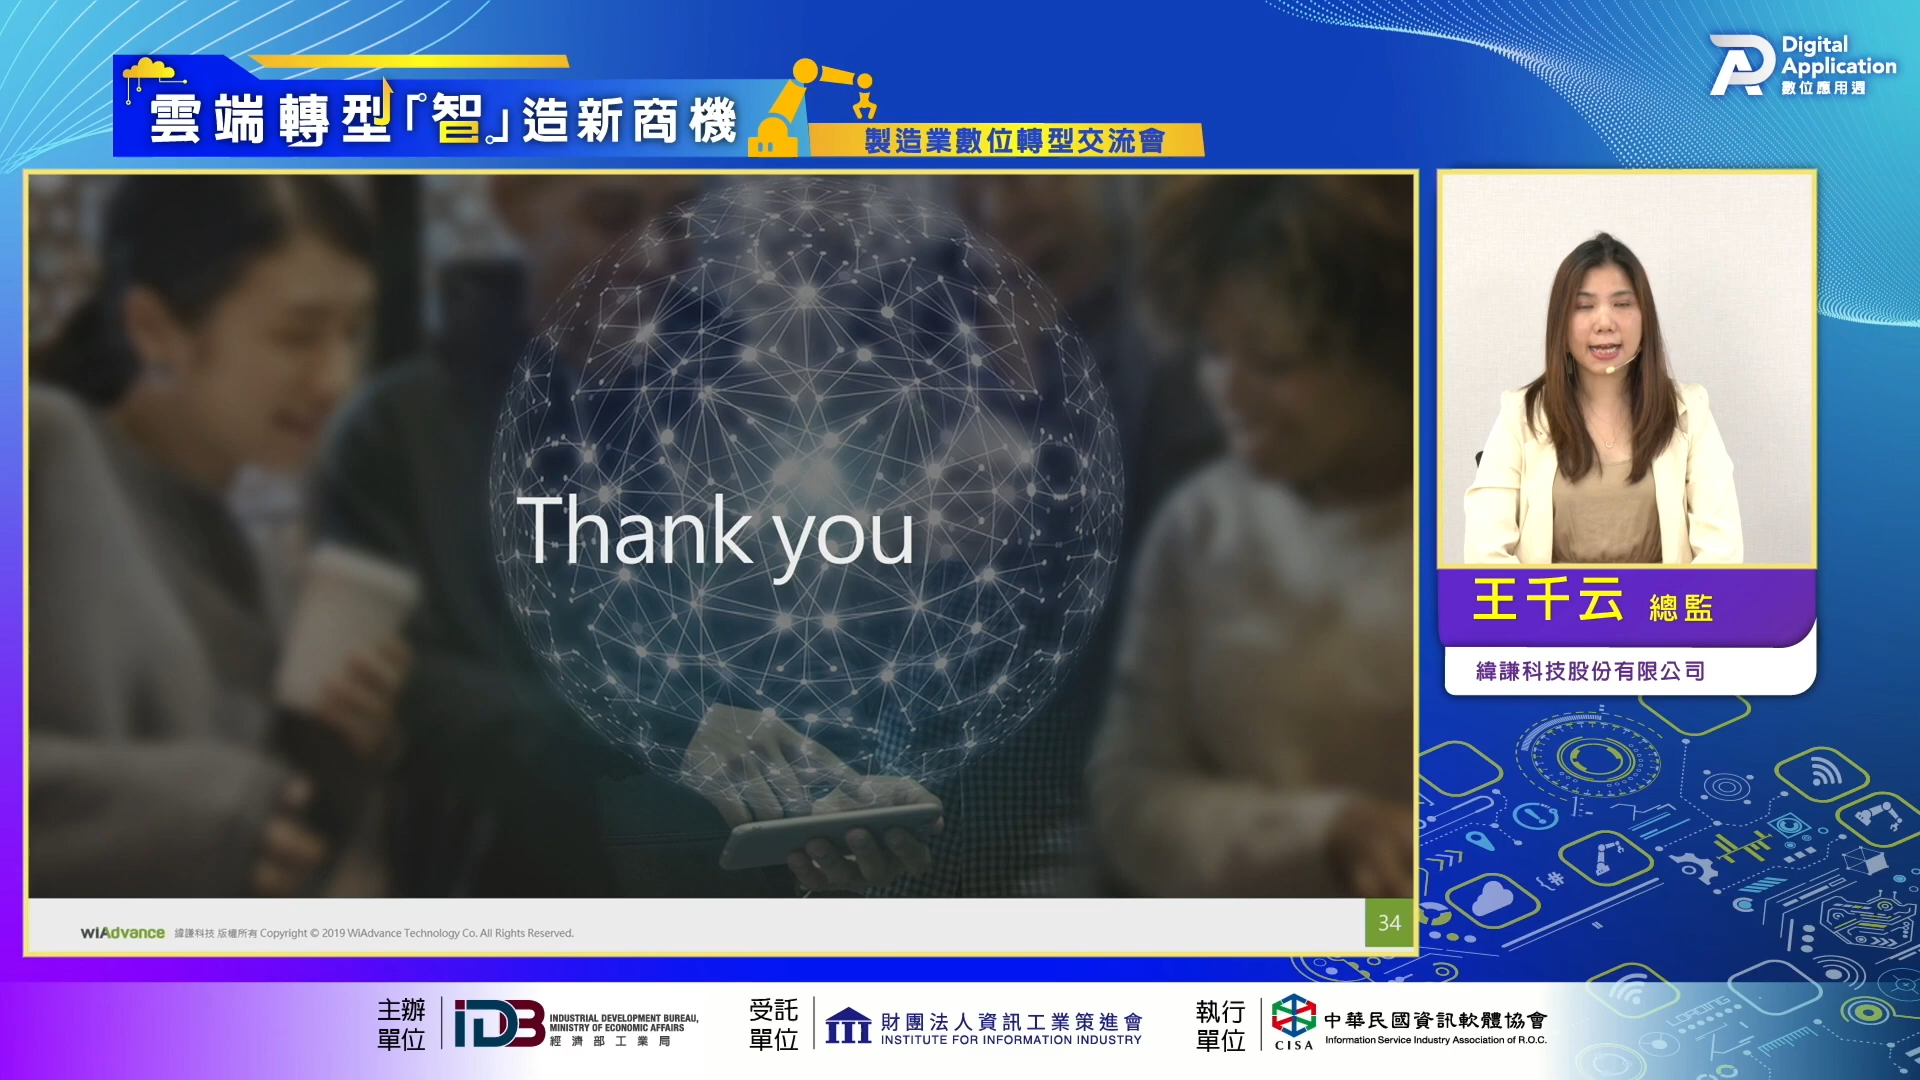 雲端轉型「智」造新商機
製造業數位轉型交流會
Digital
Application
數位應用週
Thank you
王千云 總監
緯謙科技股份有限公司
wiAdvance 緯謙科技 版權所有 Copyright © 2019 WiAdvance Technology Co. All Rights Reserved.
34
主辦
單位
IDB
INDUSTRIAL DEVELOPMENT BUREAU,
MINISTRY OF ECONOMIC AFFAIRS
經濟部工業局
受託
單位
財團法人資訊工業策進會
INSTITUTE FOR INFORMATION INDUSTRY
執行
單位
CISA
中華民國資訊軟體協會
Information Service Industry Association of R.O.C.